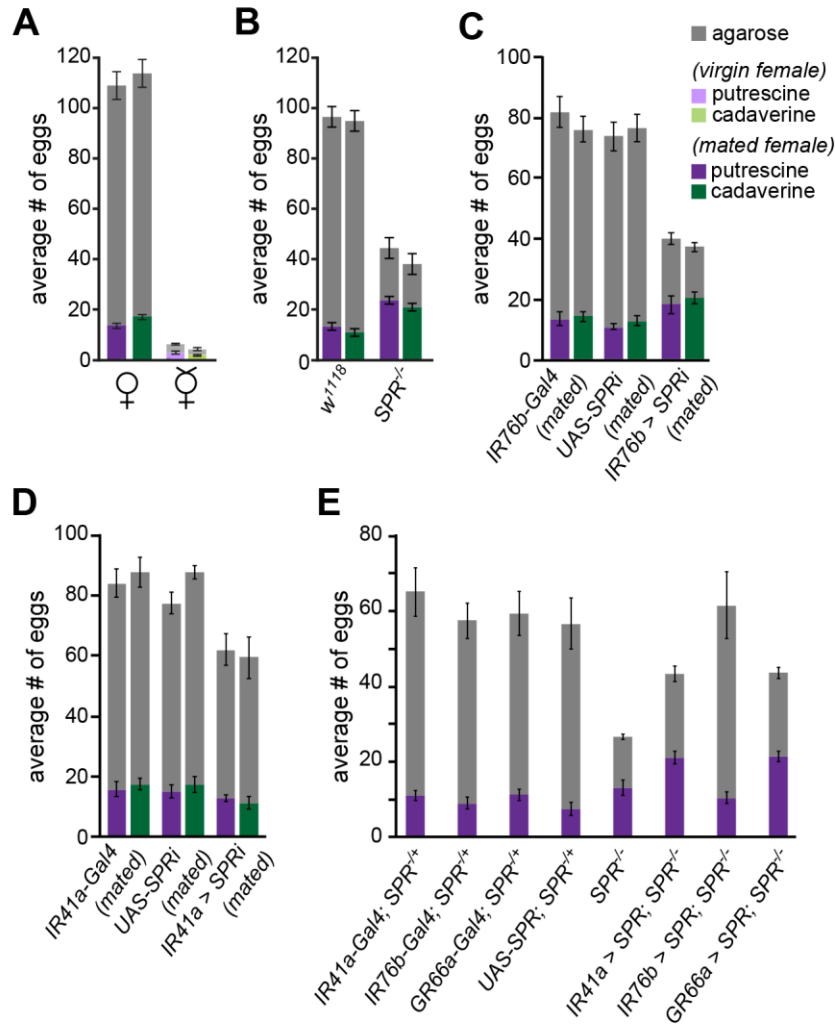 A
average # of eggs
120
100
80
60
40
20
0
♀
B
average # of eggs
120
100
80
60
40
20
0
w1118
SPR-/-
C
average # of eggs
100
80
60
40
20
0
IR76b-Gal4
(mated)
UAS-SPRi
(mated)
IR76b > SPRi
(mated)
agarose
(virgin female)
putrescine
cadaverine
(mated female)
putrescine
cadaverine
D
average # of eggs
100
80
60
40
20
0
IR41a-Gal4
(mated)
UAS-SPRi
(mated)
IR41a > SPRi
(mated)
E
average # of eggs
80
60
40
20
0
IR41a-Gal4; SPR-/+
IR76b-Gal4; SPR-/+
GR66a-Gal4; SPR-/+
UAS-SPR; SPR-/+
SPR-/-
IR41a > SPR; SPR-/-
IR76b > SPR; SPR-/-
GR66a > SPR; SPR-/-